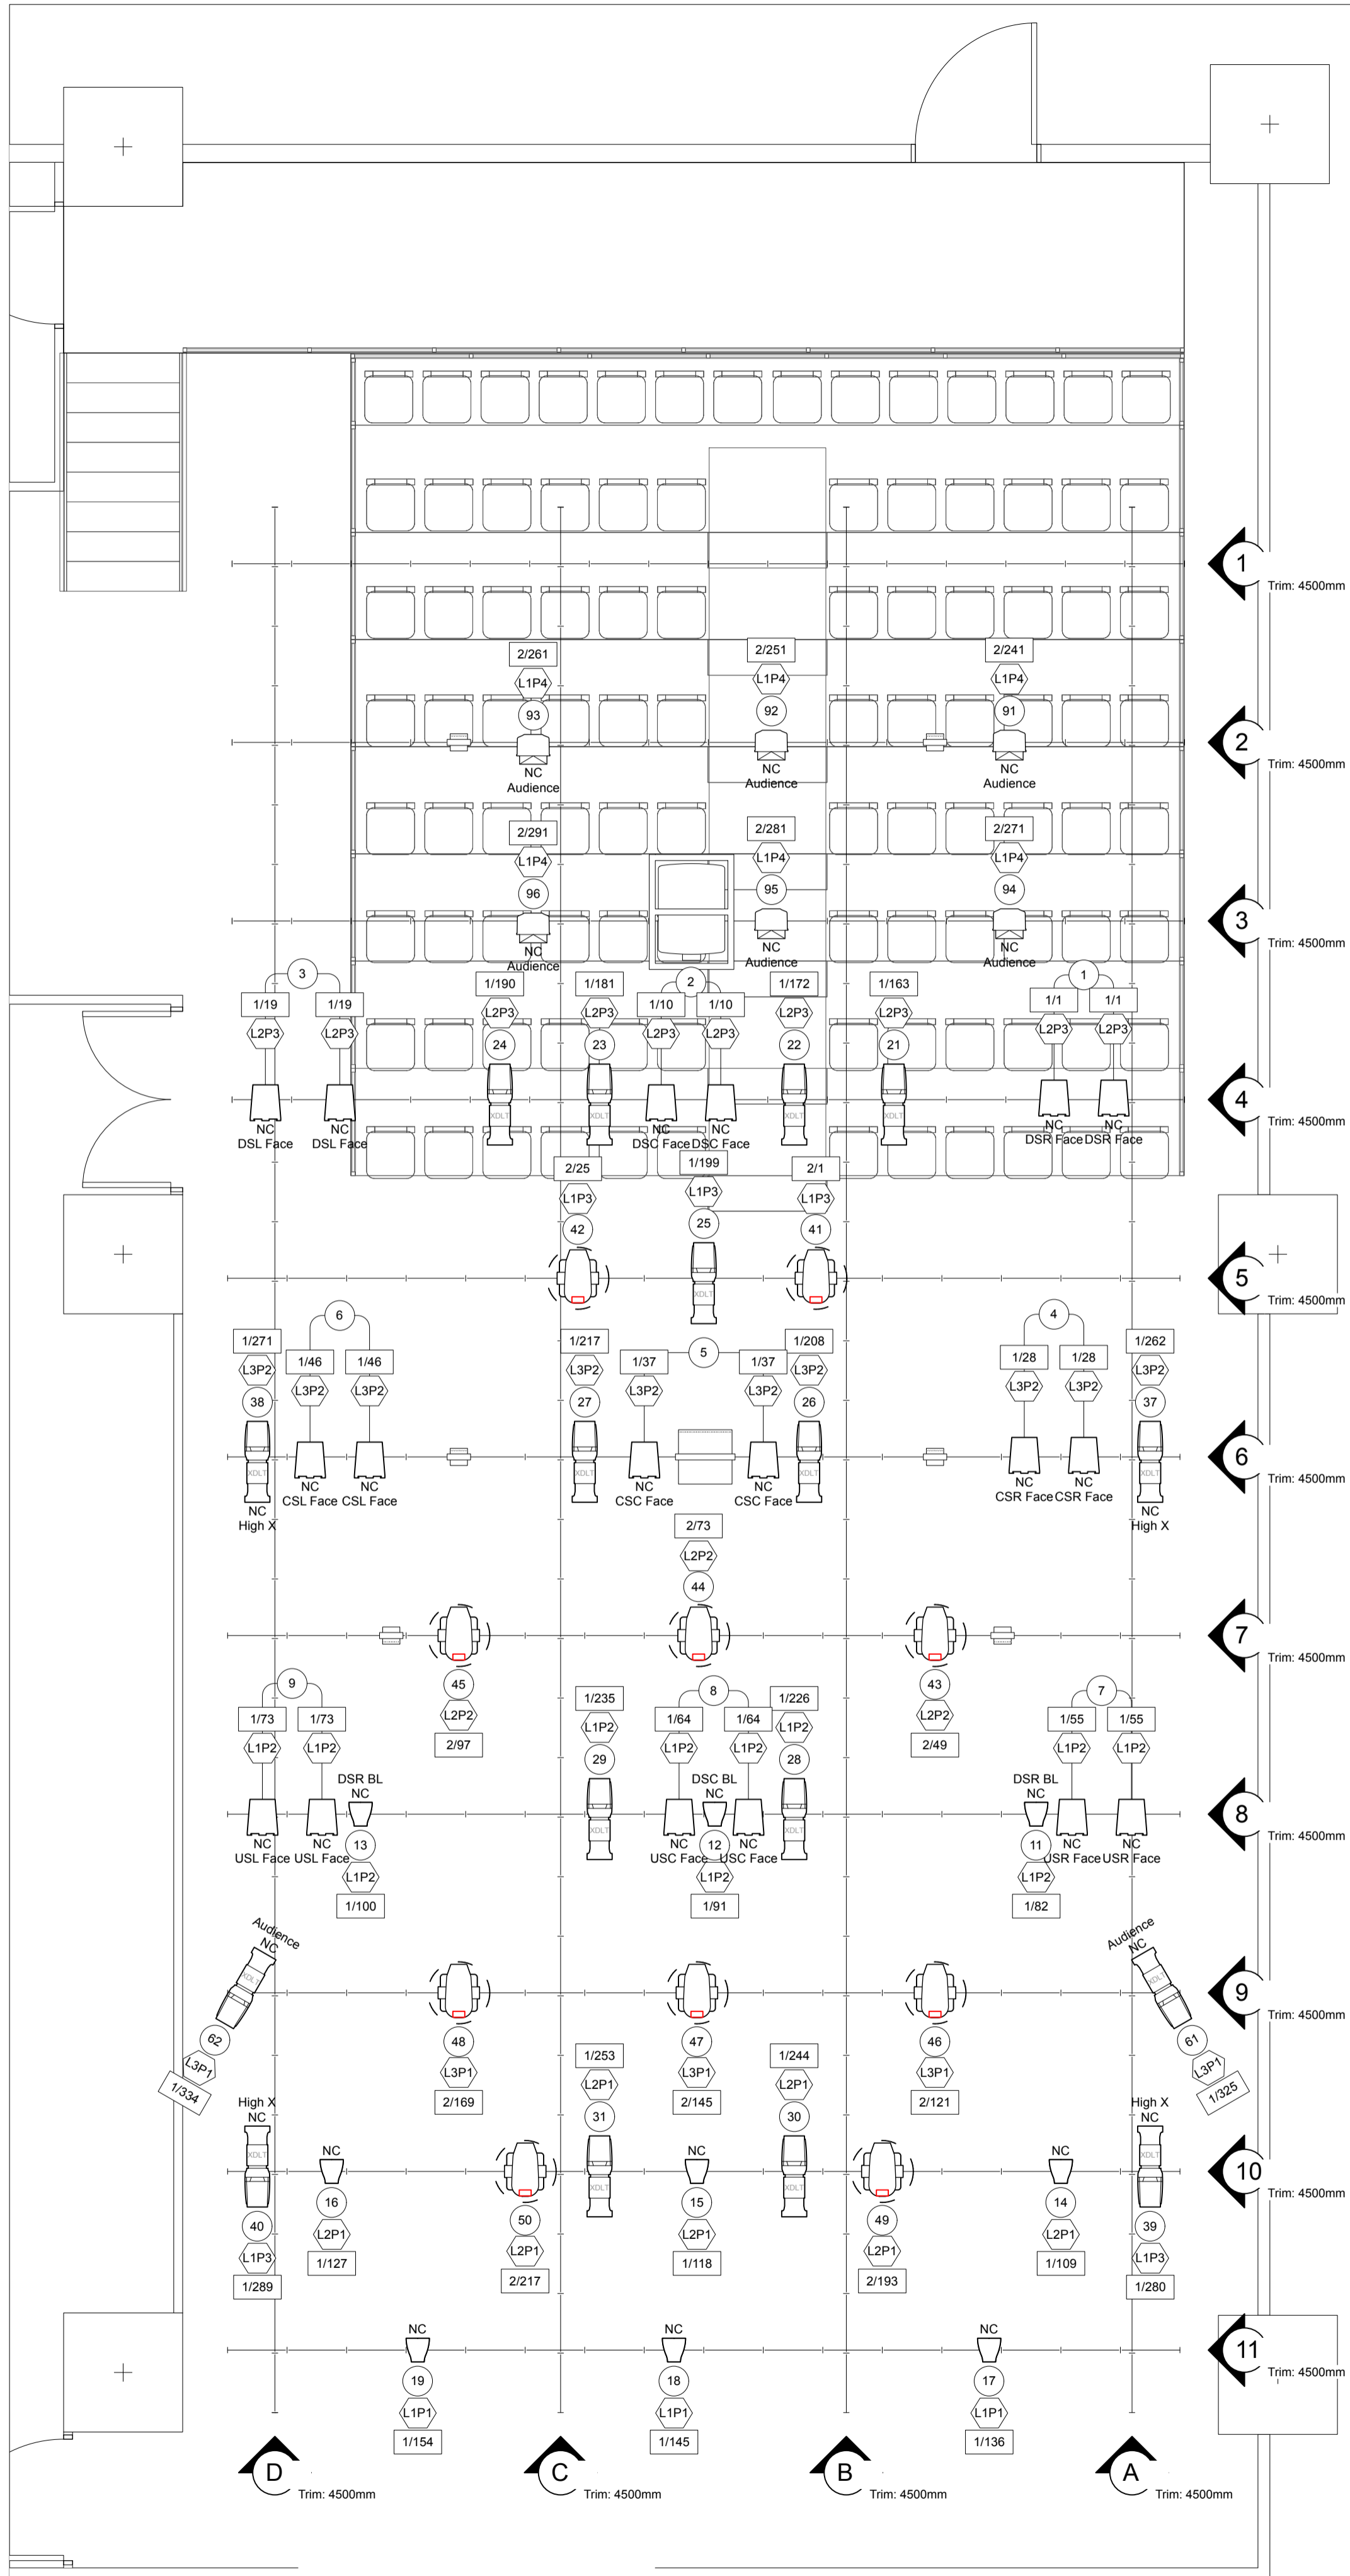 1
Trim: 4500mm
2/261
2/251
2/241
L1P4
L1P4
L1P4
93
92
91
2
NC
NC
NC
Audience
Audience
Audience
Trim: 4500mm
2/291
2/281
2/271
L1P4
L1P4
L1P4
96
95
94
3
NC
NC
NC
Audience
Audience
Audience
Trim: 4500mm
3
2
1
1/19
1/19
1/190
1/181
1/10
1/10
1/172
1/163
1/1
1/1
L2P3
L2P3
L2P3
L2P3
L2P3
L2P3
L2P3
L2P3
L2P3
L2P3
24
23
22
21
XDLT
XDLT
XDLT
XDLT
4
NC
NC
NC
NC
NC
NC
DSL Face
DSL Face
DSC Face
DSC Face
DSR Face
DSR Face
Trim: 4500mm
2/25
1/199
2/1
L1P3
L1P3
L1P3
42
25
41
XDLT
5
Trim: 4500mm
6
5
4
1/271
1/46
1/46
1/217
1/37
1/37
1/208
1/28
1/28
1/262
L3P2
L3P2
L3P2
L3P2
L3P2
L3P2
L3P2
L3P2
L3P2
L3P2
38
27
26
37
XDLT
XDLT
XDLT
XDLT
6
NC
NC
NC
NC
NC
NC
CSL Face
CSL Face
CSC Face
CSC Face
CSR Face
CSR Face
NC
High X
NC
High X
Trim: 4500mm
2/73
L2P2
44
7
Trim: 4500mm
45
43
L2P2
L2P2
2/97
2/49
9
8
7
1/73
1/73
1/235
1/64
1/64
1/226
1/55
1/55
L1P2
L1P2
L1P2
L1P2
L1P2
L1P2
L1P2
L1P2
29
28
DSR BL
NC
DSC BL
NC
DSR BL
NC
XDLT
XDLT
8
NC
NC
NC
NC
NC
NC
USL Face
USL Face
USC Face
USC Face
USR Face
USR Face
Trim: 4500mm
13
12
11
L1P2
L1P2
L1P2
1/100
1/91
1/82
Audience
NC
Audience
NC
XDLT
XDLT
9
Trim: 4500mm
62
48
47
46
61
L3P1
L3P1
L3P1
L3P1
L3P1
1/334
2/169
2/145
2/121
1/325
1/253
1/244
L2P1
L2P1
31
30
High X
NC
High X
NC
NC
NC
NC
XDLT
XDLT
XDLT
XDLT
10
Trim: 4500mm
40
16
50
15
49
14
39
L1P3
L2P1
L2P1
L2P1
L2P1
L2P1
L1P3
1/289
1/127
2/217
1/118
2/193
1/109
1/280
NC
NC
NC
11
Trim: 4500mm
19
18
17
L1P1
L1P1
L1P1
1/154
1/145
1/136
D
C
B
A
Trim: 4500mm
Trim: 4500mm
Trim: 4500mm
Trim: 4500mm